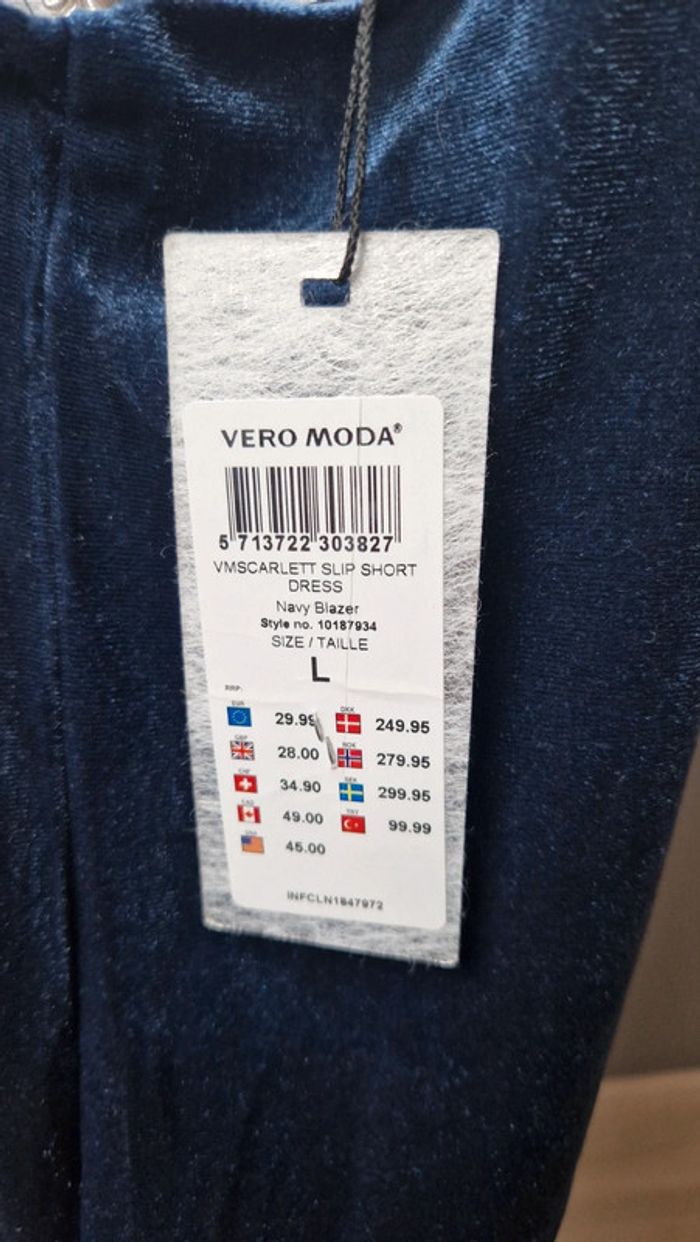 VERO MODA®
5 713722 303827
VMSCARLETT SLIP SHORT
DRESS
Navy Blazer
Style no. 10187934
SIZE / TAILLE
L
RRP:
EUR 29.99 DKK 249.95
GBP 28.00 NOK 279.95
CHF 34.90 SEK 299.95
CAD 49.00 TRY 99.99
45.00
INFCLN1847972